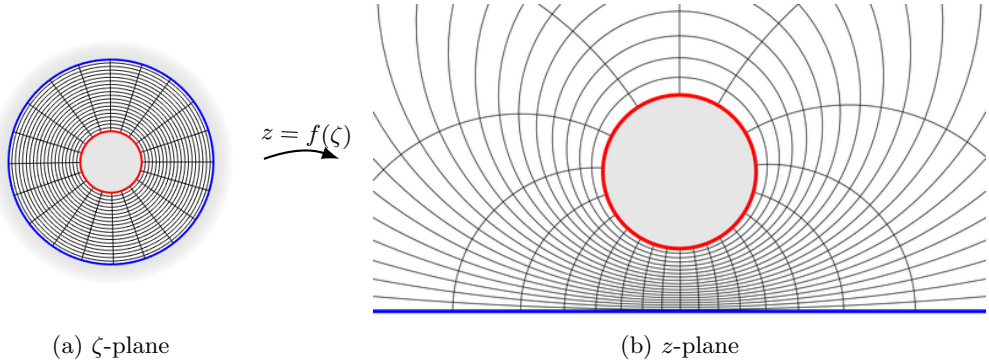 z = f(ζ)
(a) ζ-plane
(b) z-plane